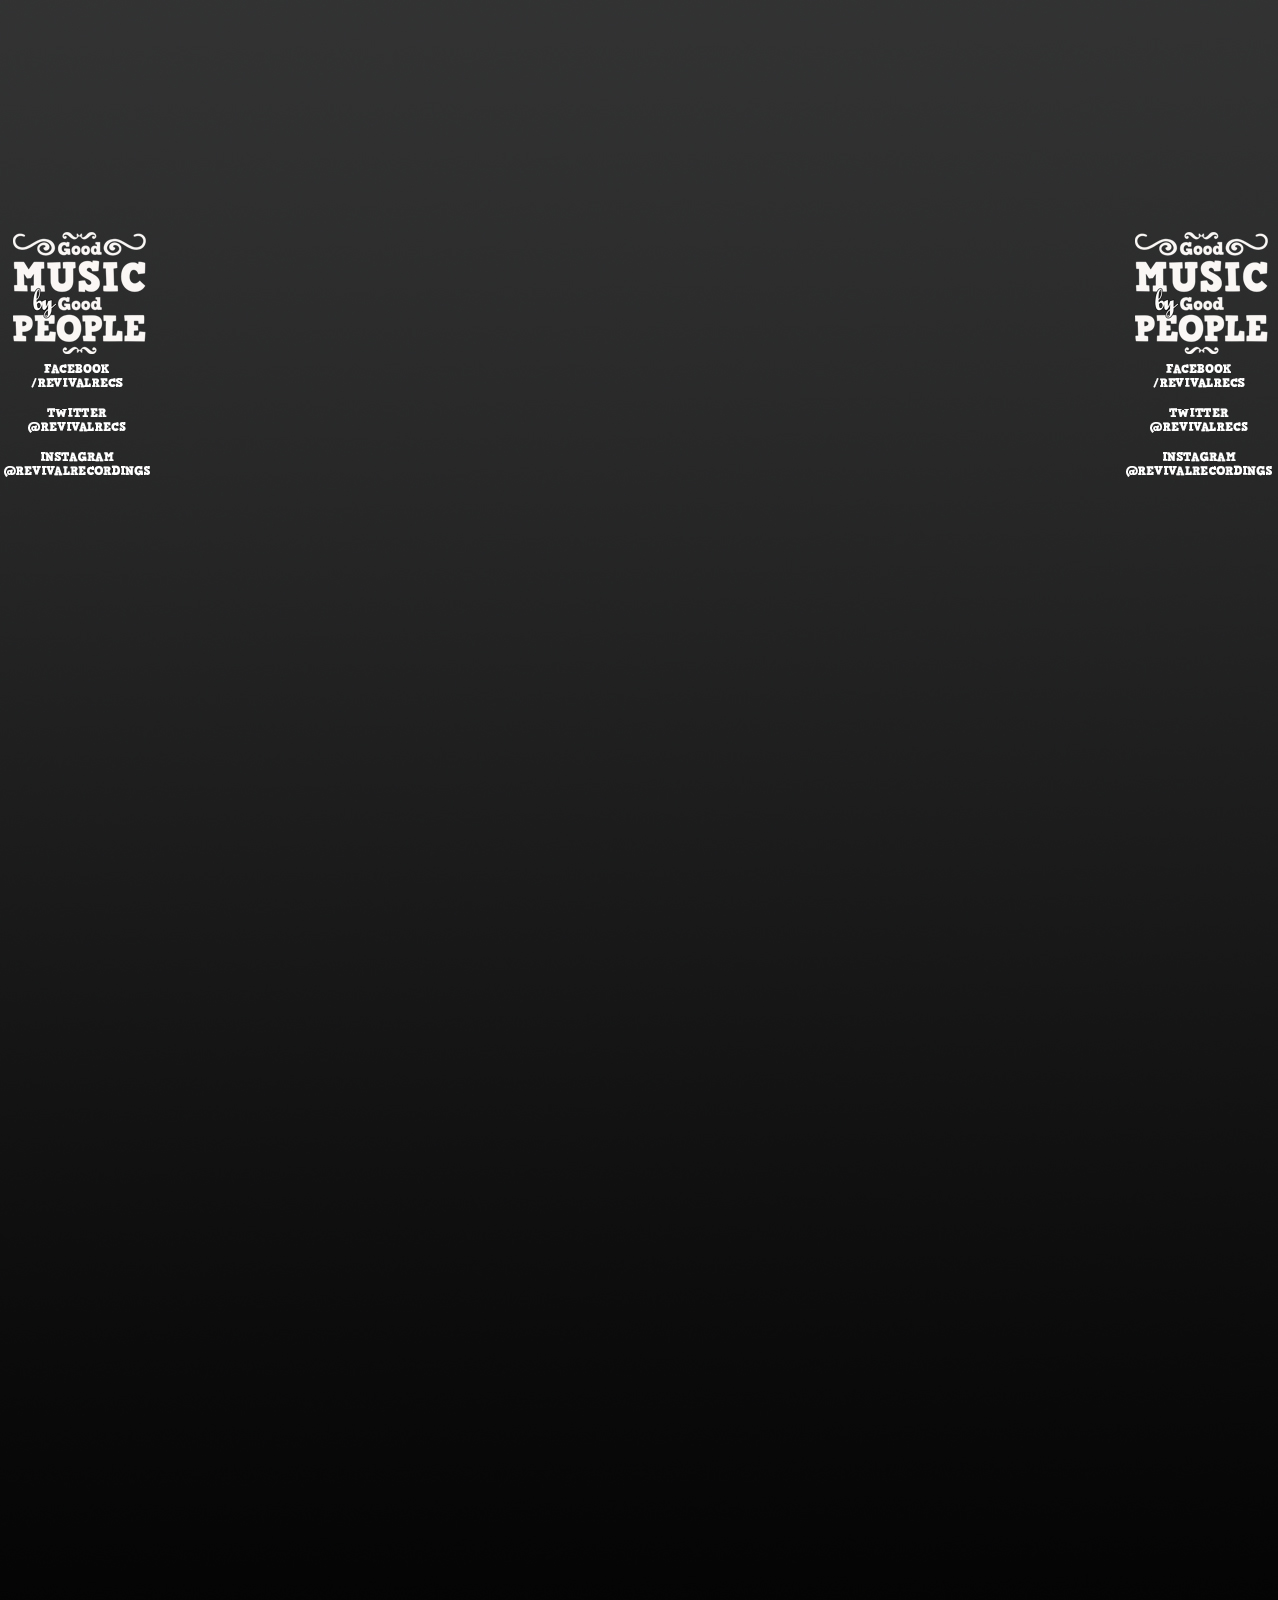 Good
MUSIC
by Good
PEOPLE
FACEBOOK
/REVIVALRECS
TWITTER
@REVIVALRECS
INSTAGRAM
@REVIVALRECORDINGS
Good
MUSIC
by Good
PEOPLE
FACEBOOK
/REVIVALRECS
TWITTER
@REVIVALRECS
INSTAGRAM
@REVIVALRECORDINGS